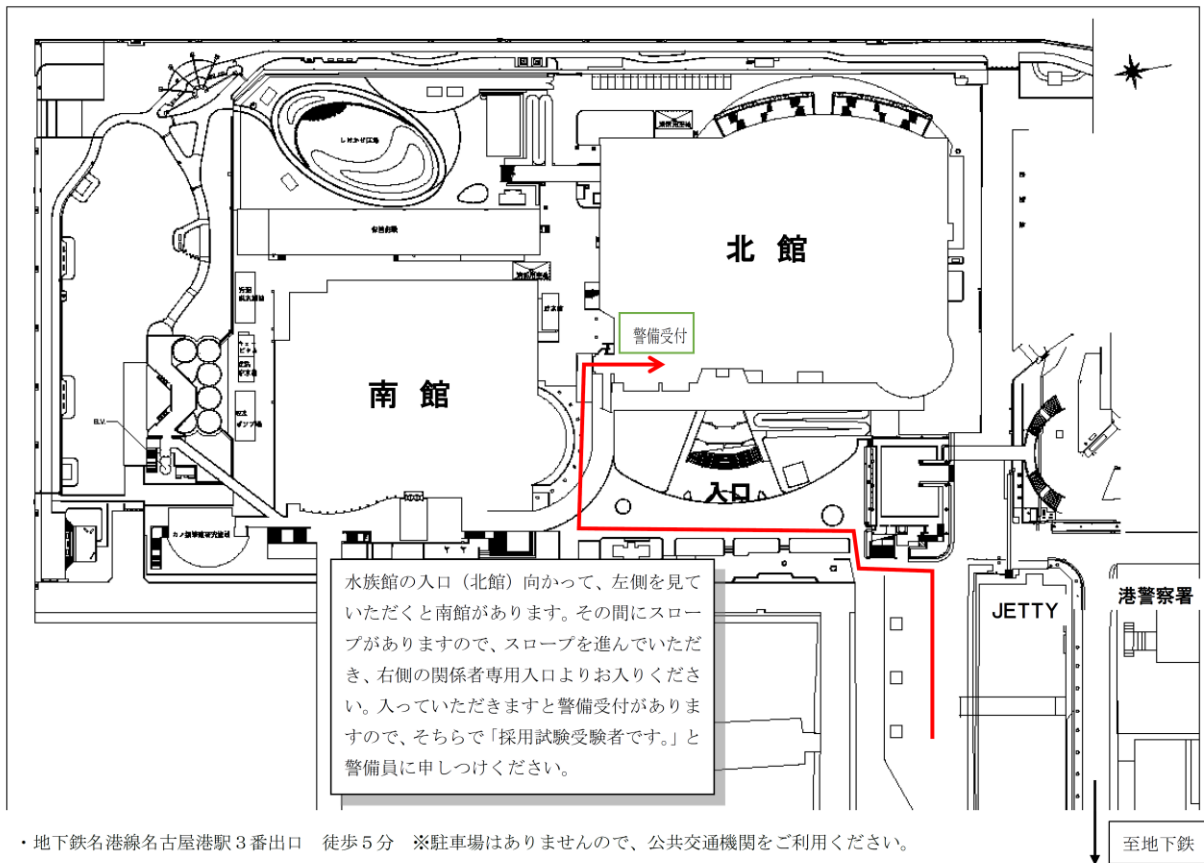 しおかぜ広場
北 館
警備受付
南 館
B.V.
入口
水族館の入口（北館）向かって、左側を見て
いただくと南館があります。その間にスロー
プがありますので、スロープを進んでいただ
き、右側の関係者専用入口よりお入りくださ
い。入っていただきますと警備受付がありま
すので、そちらで「採用試験受験者です。」と
警備員に申しつけください。
JETTY
港警察署
・地下鉄名港線名古屋港駅３番出口　徒歩５分　※駐車場はありませんので、公共交通機関をご利用ください。
至地下鉄